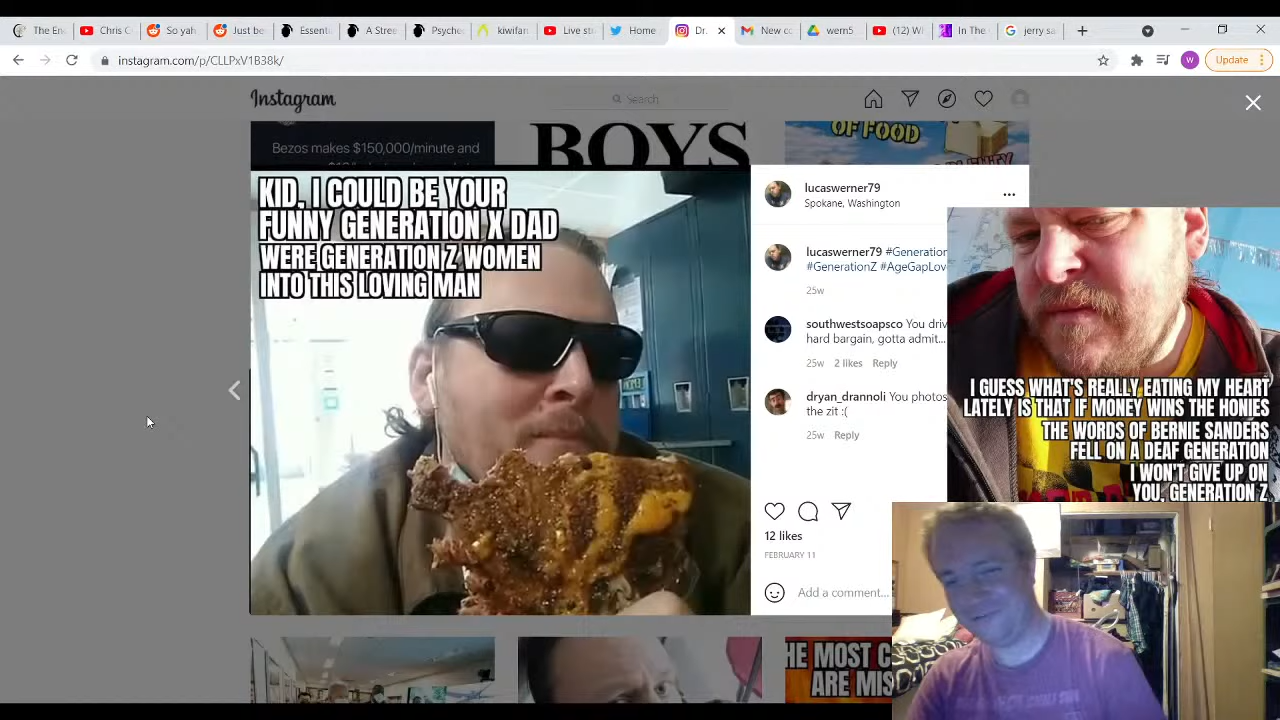 The En
Chris C
So yah
Just be
Essenti
A Stree
Psyche
kiwifan
Live st
Home
Dr.
New co
wern5
(12) W
In The
jerry sa
instagram.com/p/CLLPxV1B38k/
W
Update
Instagram
Search
Bezos makes $150,000/minute and
BOYS
OF FOOD
KID. I COULD BE YOUR
FUNNY GENERATION X DAD
WERE GENERATION Z WOMEN
INTO THIS LOVING MAN
lucaswerner79
Spokane, Washington
lucaswerner79 #Generation
#GenerationZ #AgeGapLov
25w
southwestsoapsco You driv
hard bargain, gotta admit...
25w 2 likes Reply
dryan_drannoli You photos
the zit :(
25w Reply
12 likes
FEBRUARY 11
Add a comment...
I GUESS WHAT'S REALLY EATING MY HEART
LATELY IS THAT IF MONEY WINS THE HONIES
THE WORDS OF BERNIE SANDERS
FELL ON A DEAF GENERATION
I WON'T GIVE UP ON
YOU, GENERATION Z
HE MOST C
ARE MIS